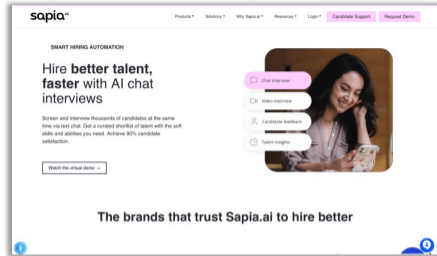 sapia.ai
Products
Solutions
Why Sapia.ai
Resources
Login
Candidate Support
Request Demo
SMART HIRING AUTOMATION
Hire better talent,
faster with AI chat
interviews
Screen and interview thousands of candidates at the same
time via text chat. Get a curated shortlist of talent with the soft
skills and abilities you need. Achieve 90% candidate
satisfaction.
Watch the virtual demo →
Chat interview
Video interview
Candidate feedback
Talent insights
The brands that trust Sapia.ai to hire better